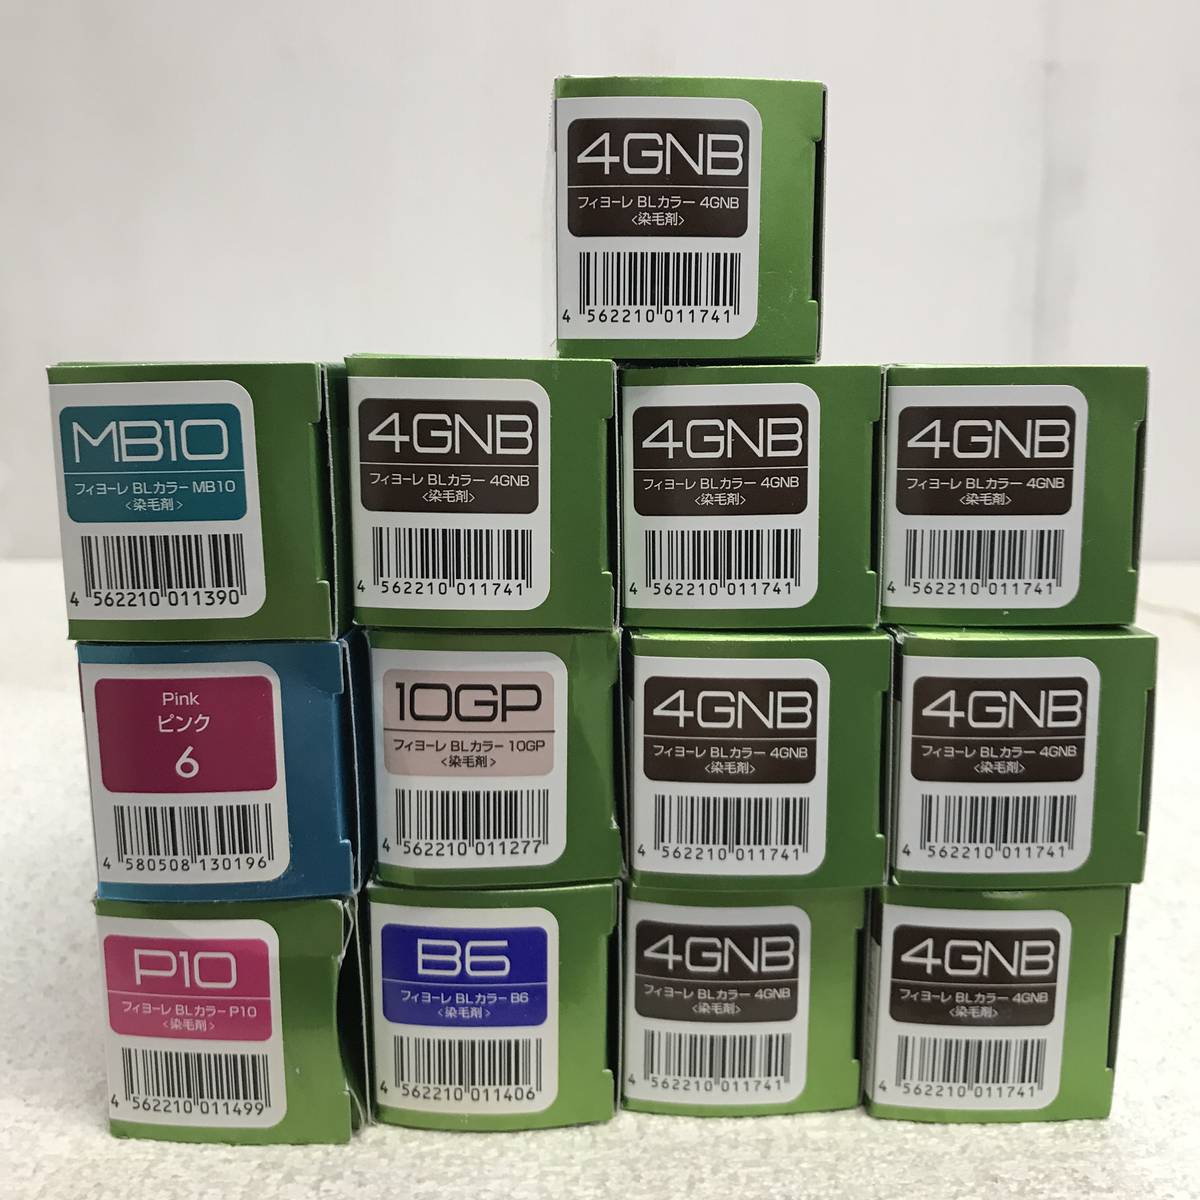 4GNB
フィヨーレ BLカラー 4GNB
<染毛剤>
4 562210 011741
MB10
フィヨーレ BLカラー MB10
<染毛剤>
4 562210 011390
4GNB
フィヨーレ BLカラー 4GNB
<染毛剤>
4 562210 011741
4GNB
フィヨーレ BLカラー 4GNB
<染毛剤>
4 562210 011741
4GNB
フィヨーレ BLカラー 4GNB
<染毛剤>
4 562210 011741
Pink
ピンク
6
4 580508 130196
10GP
フィヨーレ BLカラー 10GP
<染毛剤>
4 562210 011277
4GNB
フィヨーレ BLカラー 4GNB
<染毛剤>
4 562210 011741
4GNB
フィヨーレ BLカラー 4GNB
<染毛剤>
4 562210 011741
P10
フィヨーレ BLカラー P10
<染毛剤>
4 562210 011499
B6
フィヨーレ BLカラー B6
<染毛剤>
4 562210 011406
4GNB
フィヨーレ BLカラー 4GNB
<染毛剤>
4 562210 011741
4GNB
フィヨーレ BLカラー 4GNB
<染毛剤>
4 562210 011741